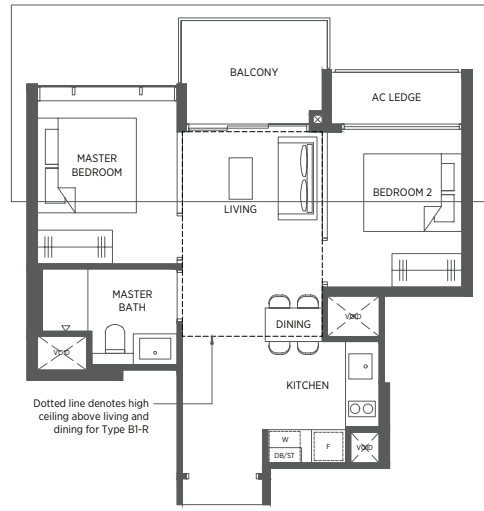 BALCONY
AC LEDGE
MASTER
BEDROOM
BEDROOM 2
LIVING
MASTER
BATH
DINING
VOID
VOID
KITCHEN
Dotted line denotes high
ceiling above living and
dining for Type B1-R
W
F
DB/ST
VOID